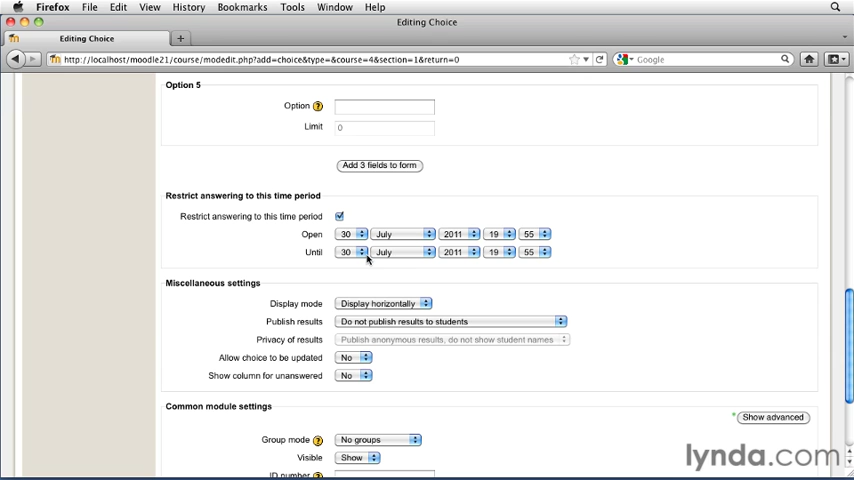 Firefox File Edit View History Bookmarks Tools Window Help
Editing Choice
Editing Choice
http://localhost/moodle21/course/modedit.php?add=choice&type=&course=4&section=1&return=0
Google
Option 5
Option
Limit 0
Add 3 fields to form
Restrict answering to this time period
Restrict answering to this time period
Open 30 July 2011 19 55
Until 30 July 2011 19 55
Miscellaneous settings
Display mode Display horizontally
Publish results Do not publish results to students
Privacy of results Publish anonymous results, do not show student names
Allow choice to be updated No
Show column for unanswered No
Common module settings
* Show advanced
Group mode No groups
Visible Show
ID number
lynda.com